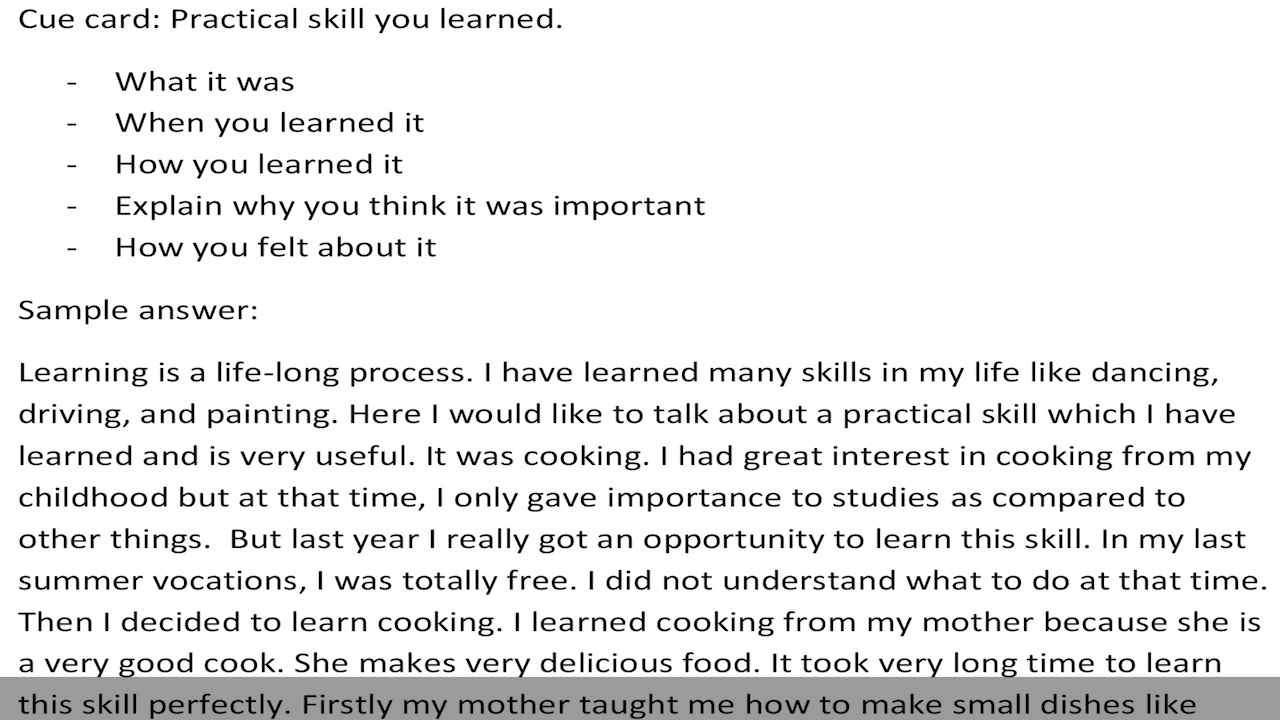 Cue card: Practical skill you learned.
- What it was
- When you learned it
- How you learned it
- Explain why you think it was important
- How you felt about it
Sample answer:
Learning is a life-long process. I have learned many skills in my life like dancing,
driving, and painting. Here I would like to talk about a practical skill which I have
learned and is very useful. It was cooking. I had great interest in cooking from my
childhood but at that time, I only gave importance to studies as compared to
other things.  But last year I really got an opportunity to learn this skill. In my last
summer vocations, I was totally free. I did not understand what to do at that time.
Then I decided to learn cooking. I learned cooking from my mother because she is
a very good cook. She makes very delicious food. It took very long time to learn
this skill perfectly. Firstly my mother taught me how to make small dishes like